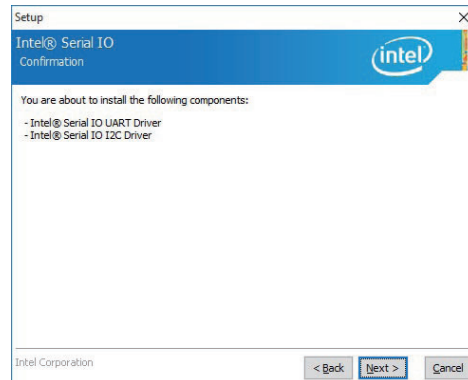 Setup
Intel® Serial IO
Confirmation
intel
You are about to install the following components:
- Intel® Serial IO UART Driver
- Intel® Serial IO I2C Driver
Intel Corporation
< Back Next > Cancel